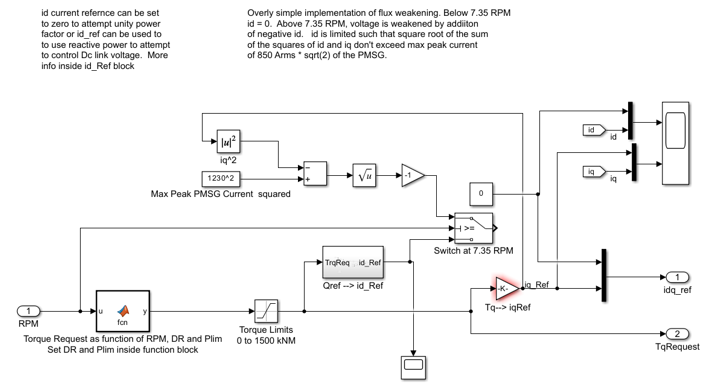 id current refernce can be set
to zero to attempt unity power
factor or id_ref can be used to
to use reactive power to attempt
to control Dc link voltage. More
info inside id_Ref block
Overly simple implementation of flux weakening. Below 7.35 RPM
id = 0. Above 7.35 RPM, voltage is weakened by addiiton
of negative id. id is limited such that square root of the sum
of the squares of id and iq don't exceed max peak current
of 850 Arms * sqrt(2) of the PMSG.
|u|²
iq^2
1230^2
Max Peak PMSG Current squared
−
+
√u
-1
0
>=
Switch at 7.35 RPM
id
id
iq
iq
TrqReq
id_Ref
Qref --> id_Ref
1
RPM
u
y
fcn
Torque Request as function of RPM, DR and Plim
Set DR and Plim inside function block
Torque Limits
0 to 1500 kNM
-K-
iq_Ref
Tq--> iqRef
1
idq_ref
2
TqRequest